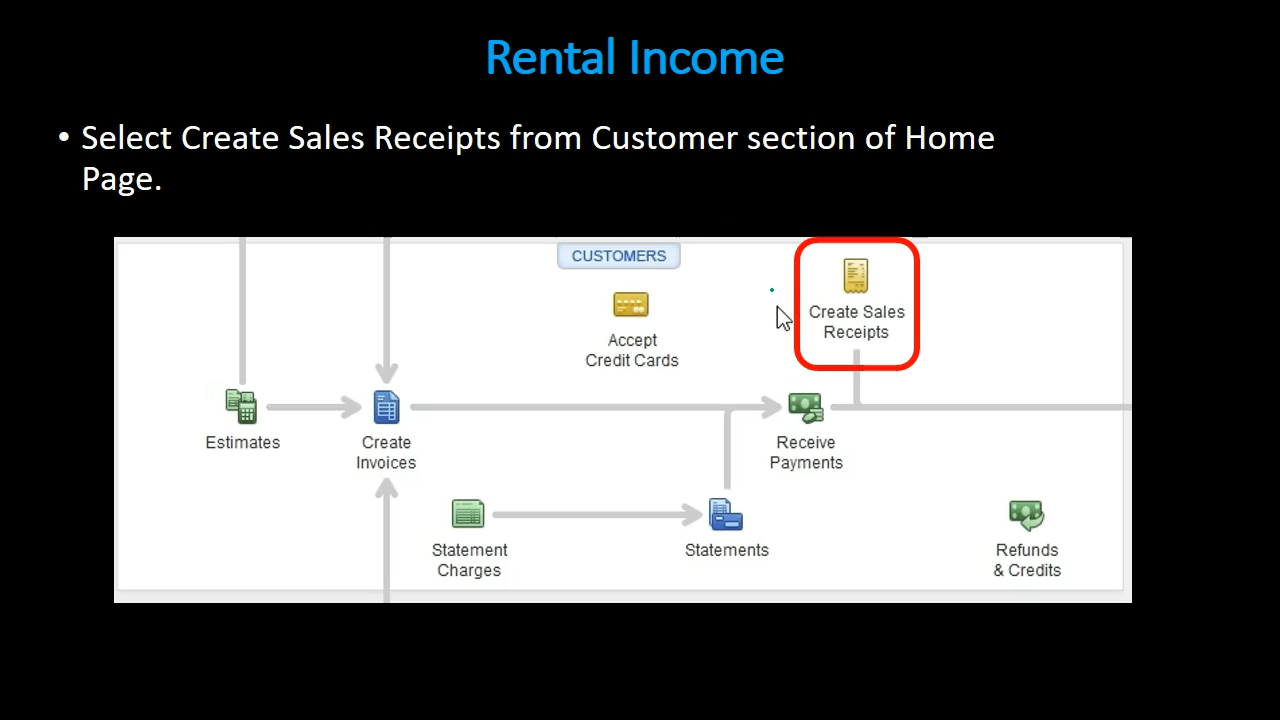 Rental Income
• Select Create Sales Receipts from Customer section of Home
Page.
CUSTOMERS
Create Sales
Receipts
Accept
Credit Cards
Estimates
Create
Invoices
Receive
Payments
Statement
Charges
Statements
Refunds
& Credits